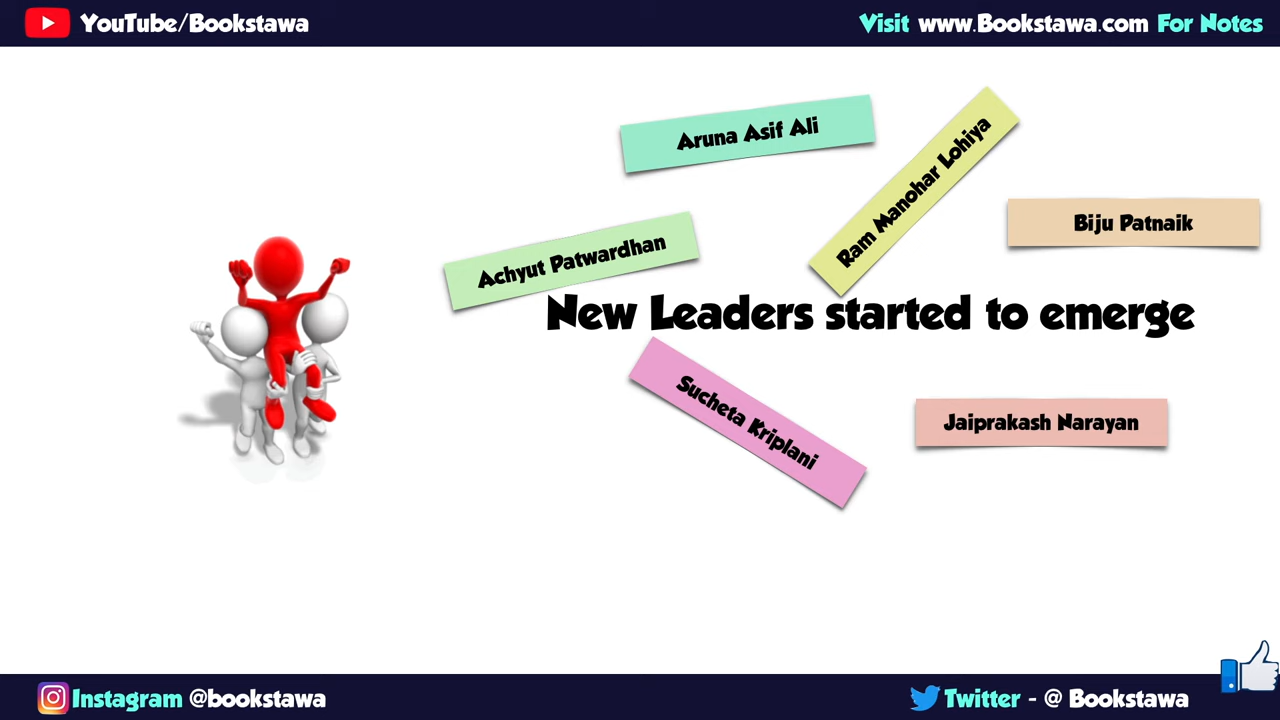 YouTube/Bookstawa
Visit www.Bookstawa.com For Notes
Aruna Asif Ali
Ram Manohar Lohiya
Biju Patnaik
Achyut Patwardhan
New Leaders started to emerge
Sucheta Kriplani
Jaiprakash Narayan
Instagram @bookstawa
Twitter - @ Bookstawa